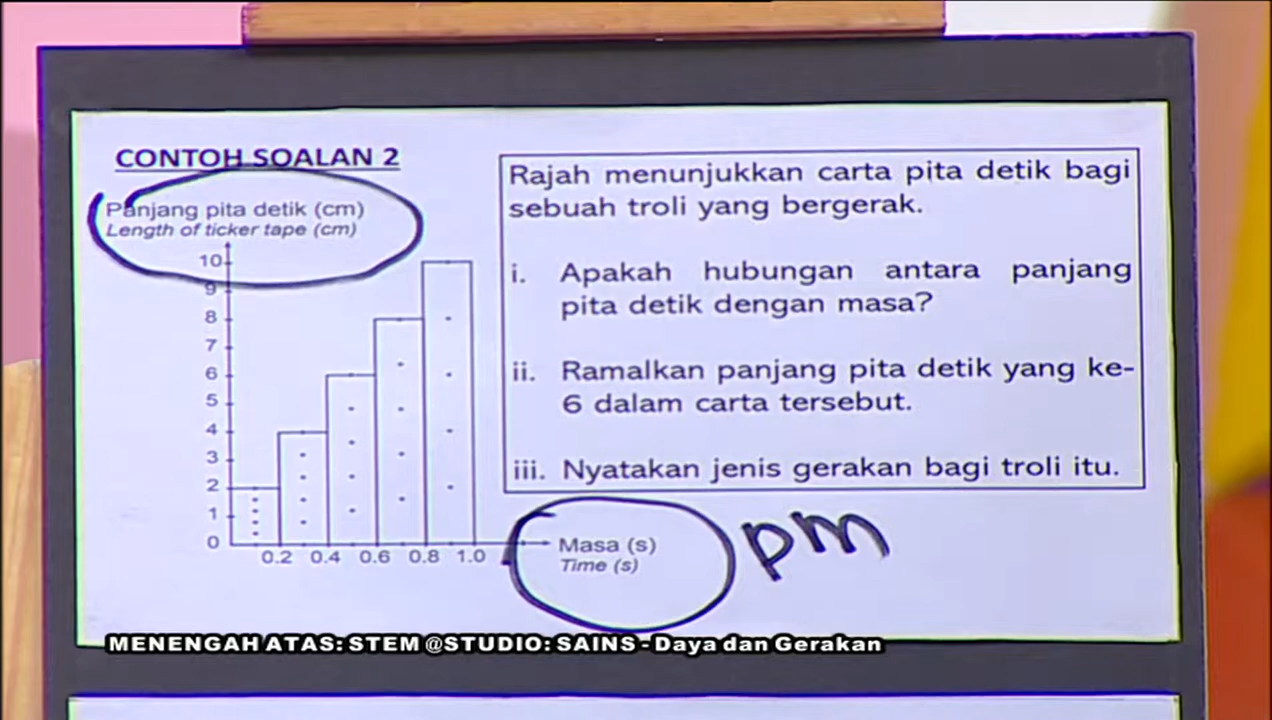 CONTOH SOALAN 2
Panjang pita detik (cm)
Length of ticker tape (cm)
10
9
8
7
6
5
4
3
2
1
0
0.2 0.4 0.6 0.8 1.0
Masa (s)
Time (s)
Rajah menunjukkan carta pita detik bagi
sebuah troli yang bergerak.
i. Apakah hubungan antara panjang
pita detik dengan masa?
ii. Ramalkan panjang pita detik yang ke-
6 dalam carta tersebut.
iii. Nyatakan jenis gerakan bagi troli itu.
pm
MENENGAH ATAS: STEM @STUDIO: SAINS - Daya dan Gerakan